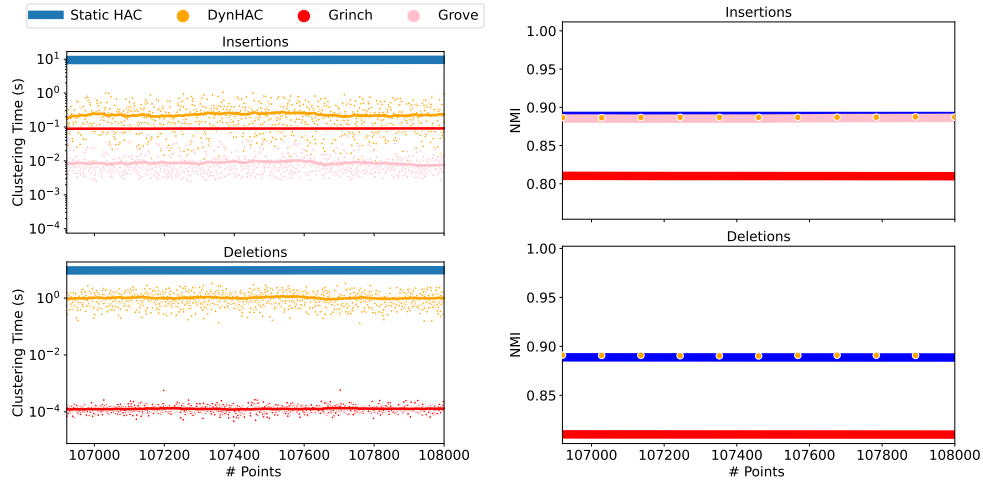 Static HAC DynHAC Grinch Grove
Insertions
Clustering Time (s)
10^1
10^0
10^-1
10^-2
10^-3
10^-4
Deletions
Clustering Time (s)
10^0
10^-2
10^-4
107000 107200 107400 107600 107800 108000
# Points
Insertions
NMI
1.00
0.95
0.90
0.85
0.80
Deletions
NMI
1.00
0.95
0.90
0.85
107000 107200 107400 107600 107800 108000
# Points